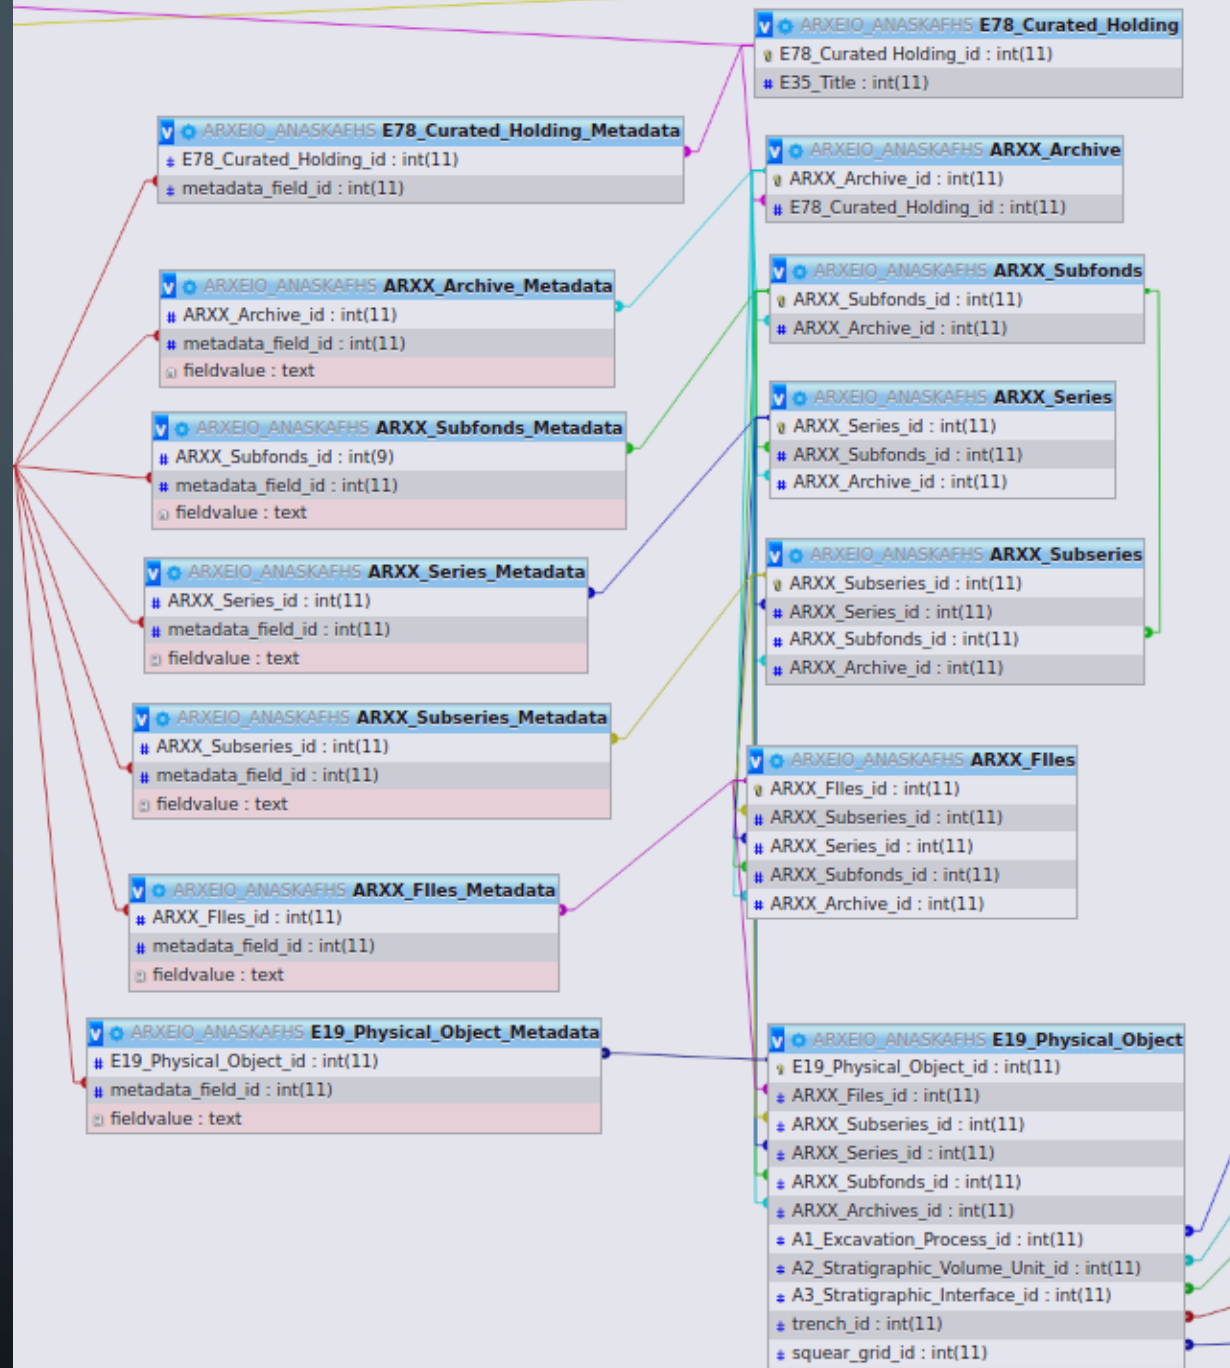 ARXEIO_ANASKAFHS E78_Curated_Holding
E78_Curated Holding_id : int(11)
E35_Title : int(11)
ARXEIO_ANASKAFHS E78_Curated_Holding_Metadata
E78_Curated_Holding_id : int(11)
metadata_field_id : int(11)
ARXEIO_ANASKAFHS ARXX_Archive
ARXX_Archive_id : int(11)
E78_Curated_Holding_id : int(11)
ARXEIO_ANASKAFHS ARXX_Archive_Metadata
ARXX_Archive_id : int(11)
metadata_field_id : int(11)
fieldvalue : text
ARXEIO_ANASKAFHS ARXX_Subfonds
ARXX_Subfonds_id : int(11)
ARXX_Archive_id : int(11)
ARXEIO_ANASKAFHS ARXX_Subfonds_Metadata
ARXX_Subfonds_id : int(9)
metadata_field_id : int(11)
fieldvalue : text
ARXEIO_ANASKAFHS ARXX_Series
ARXX_Series_id : int(11)
ARXX_Subfonds_id : int(11)
ARXX_Archive_id : int(11)
ARXEIO_ANASKAFHS ARXX_Series_Metadata
ARXX_Series_id : int(11)
metadata_field_id : int(11)
fieldvalue : text
ARXEIO_ANASKAFHS ARXX_Subseries
ARXX_Subseries_id : int(11)
ARXX_Series_id : int(11)
ARXX_Subfonds_id : int(11)
ARXX_Archive_id : int(11)
ARXEIO_ANASKAFHS ARXX_Subseries_Metadata
ARXX_Subseries_id : int(11)
metadata_field_id : int(11)
fieldvalue : text
ARXEIO_ANASKAFHS ARXX_FIles
ARXX_FIles_id : int(11)
ARXX_Subseries_id : int(11)
ARXX_Series_id : int(11)
ARXX_Subfonds_id : int(11)
ARXX_Archive_id : int(11)
ARXEIO_ANASKAFHS ARXX_FIles_Metadata
ARXX_FIles_id : int(11)
metadata_field_id : int(11)
fieldvalue : text
ARXEIO_ANASKAFHS E19_Physical_Object_Metadata
E19_Physical_Object_id : int(11)
metadata_field_id : int(11)
fieldvalue : text
ARXEIO_ANASKAFHS E19_Physical_Object
E19_Physical_Object_id : int(11)
ARXX_Files_id : int(11)
ARXX_Subseries_id : int(11)
ARXX_Series_id : int(11)
ARXX_Subfonds_id : int(11)
ARXX_Archives_id : int(11)
A1_Excavation_Process_id : int(11)
A2_Stratigraphic_Volume_Unit_id : int(11)
A3_Stratigraphic_Interface_id : int(11)
trench_id : int(11)
squear_grid_id : int(11)